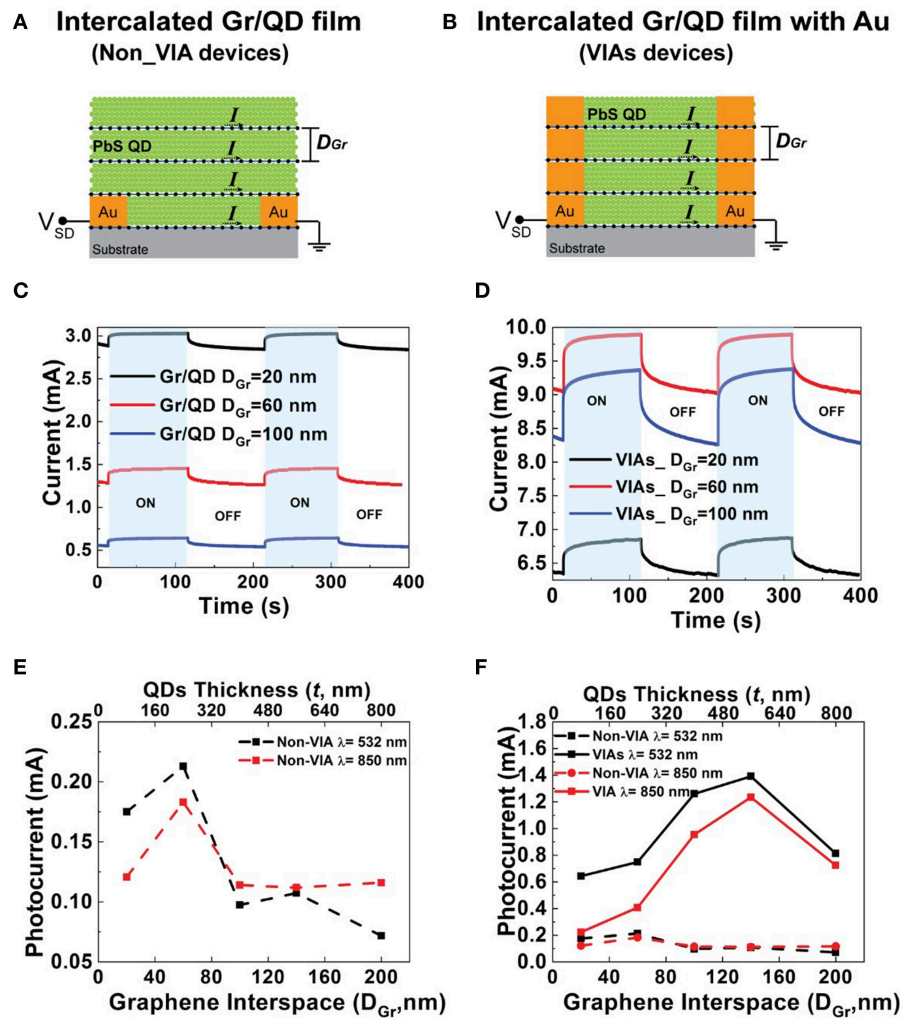 A Intercalated Gr/QD film
(Non_VIA devices)
I
PbS QD
I
DGr
I
Au I Au
VSD
Substrate
B Intercalated Gr/QD film with Au
(VIAs devices)
PbS QD I
I
DGr
I
I
VSD
Substrate
C
3.0
2.5
2.0
1.5
1.0
0.5
Current (mA)
Gr/QD DGr=20 nm
Gr/QD DGr=60 nm
Gr/QD DGr=100 nm
ON OFF ON OFF
0 100 200 300 400
Time (s)
D
10.0
9.5
9.0
8.5
8.0
7.5
7.0
6.5
Current (mA)
ON OFF ON OFF
VIAs_ DGr=20 nm
VIAs_ DGr=60 nm
VIAs_ DGr=100 nm
0 100 200 300 400
Time (s)
E
QDs Thickness (t, nm)
0 160 240 320 400 480 560 640 800
0.25
0.20
0.15
0.10
0.05
Photocurrent (mA)
Non-VIA λ= 532 nm
Non-VIA λ= 850 nm
0 40 80 120 160 200
Graphene Interspace (DGr,nm)
F
QDs Thickness (t, nm)
0 160 240 320 400 480 560 640 800
1.8
1.6
1.4
1.2
1.0
0.8
0.6
0.4
0.2
0.0
Photocurrent (mA)
Non-VIA λ= 532 nm
VIAs λ= 532 nm
Non-VIA λ= 850 nm
VIA λ= 850 nm
0 40 80 120 160 200
Graphene Interspace (DGr,nm)